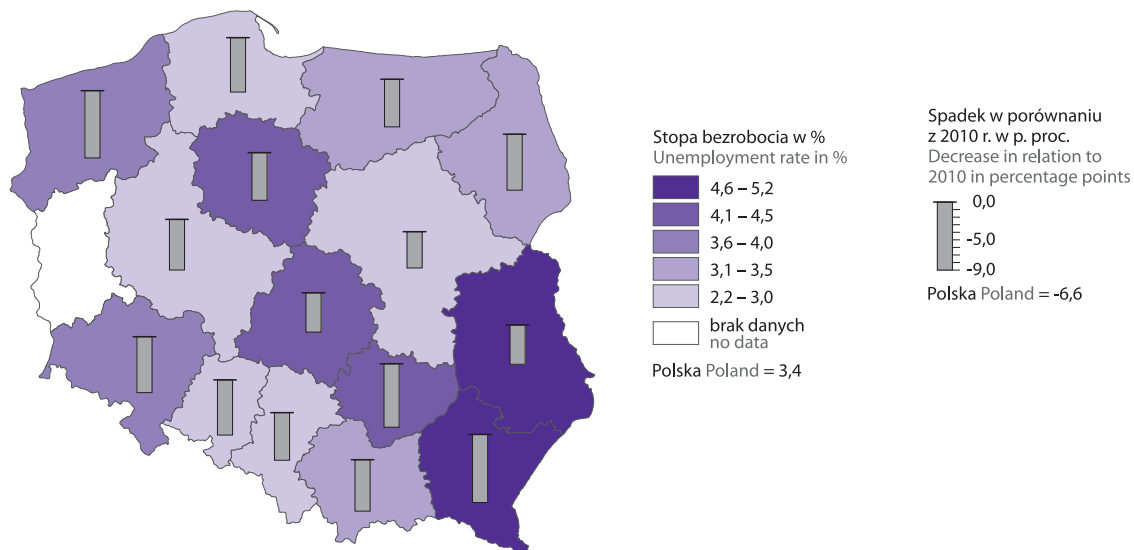 Stopa bezrobocia w %
Unemployment rate in %
4,6 – 5,2
4,1 – 4,5
3,6 – 4,0
3,1 – 3,5
2,2 – 3,0
brak danych
no data
Polska Poland = 3,4
Spadek w porównaniu
z 2010 r. w p. proc.
Decrease in relation to
2010 in percentage points
0,0
-5,0
-9,0
Polska Poland = -6,6